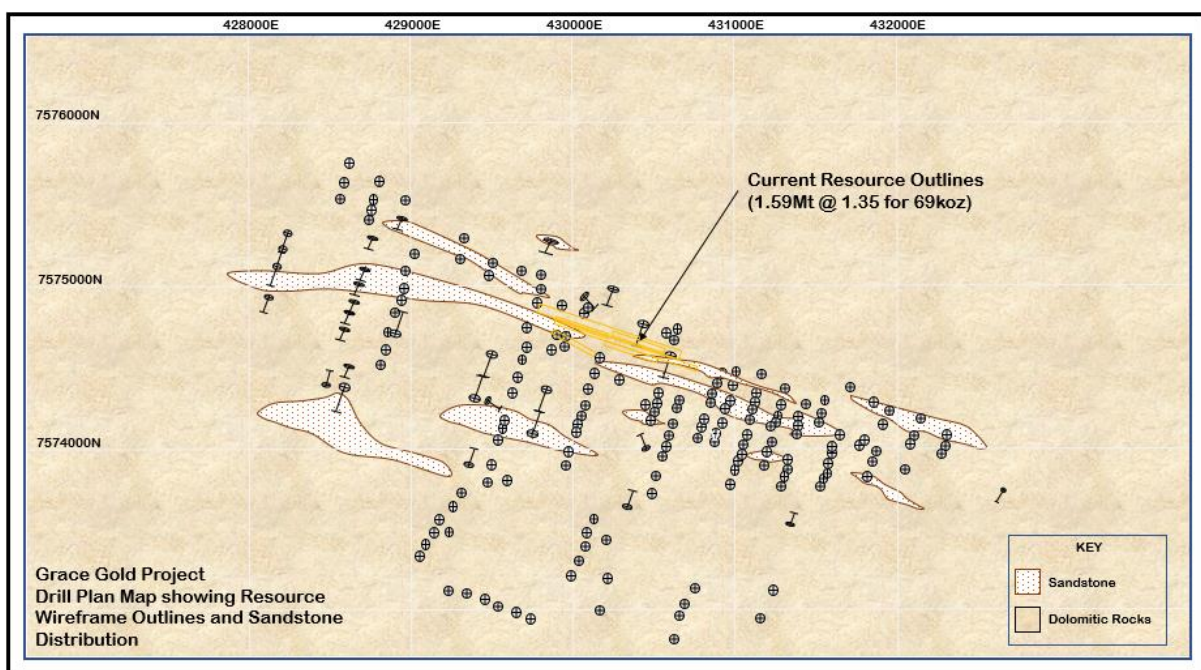 428000E 429000E 430000E 431000E 432000E
7576000N
Current Resource Outlines
(1.59Mt @ 1.35 for 69koz)
7575000N
7574000N
Grace Gold Project
Drill Plan Map showing Resource
Wireframe Outlines and Sandstone
Distribution
KEY
Sandstone
Dolomitic Rocks